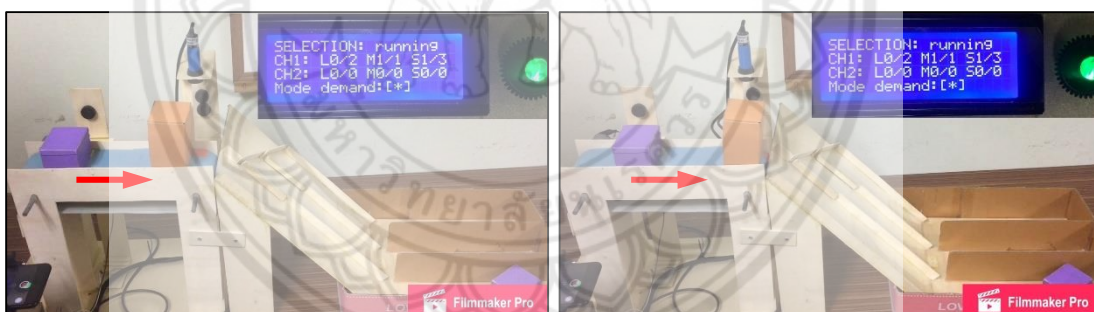 SELECTION: running
CH1: L0/2 M1/1 S1/3
CH2: L0/0 M0/0 S0/0
Mode demand:[*]
Filmmaker Pro
SELECTION: running
CH1: L0/2 M1/1 S1/3
CH2: L0/0 M0/0 S0/0
Mode demand:[*]
Filmmaker Pro